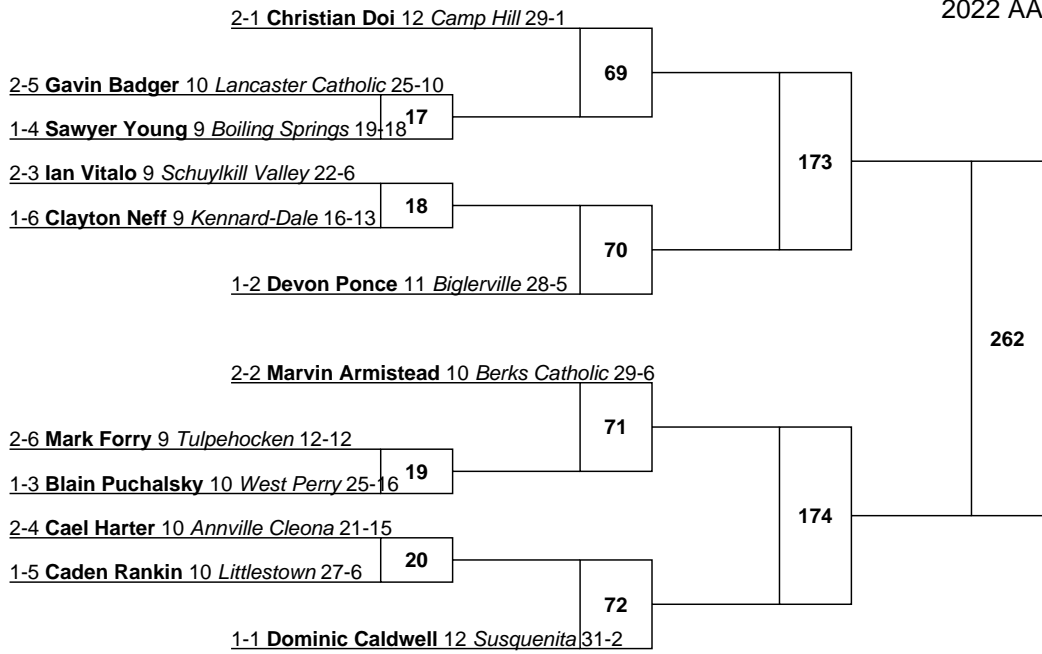 2022 AA
2-1 Christian Doi 12 Camp Hill 29-1
69
2-5 Gavin Badger 10 Lancaster Catholic 25-10
17
1-4 Sawyer Young 9 Boiling Springs 19-18
173
2-3 Ian Vitalo 9 Schuylkill Valley 22-6
18
1-6 Clayton Neff 9 Kennard-Dale 16-13
70
1-2 Devon Ponce 11 Biglerville 28-5
262
2-2 Marvin Armistead 10 Berks Catholic 29-6
71
2-6 Mark Forry 9 Tulpehocken 12-12
19
1-3 Blain Puchalsky 10 West Perry 25-16
174
2-4 Cael Harter 10 Annville Cleona 21-15
20
1-5 Caden Rankin 10 Littlestown 27-6
72
1-1 Dominic Caldwell 12 Susquenita 31-2